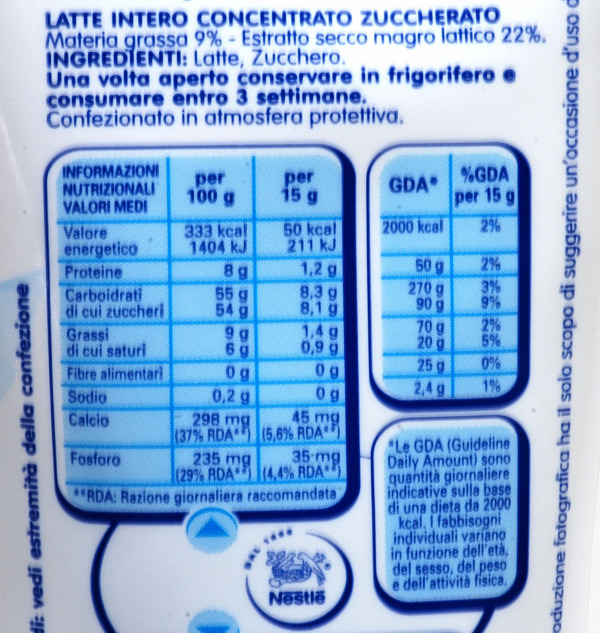 LATTE INTERO CONCENTRATO ZUCCHERATO
Materia grassa 9% - Estratto secco magro lattico 22%.
INGREDIENTI: Latte, Zucchero.
Una volta aperto conservare in frigorifero e
consumare entro 3 settimane.
Confezionato in atmosfera protettiva.
INFORMAZIONI NUTRIZIONALI VALORI MEDI per 100 g per 15 g GDA* %GDA per 15 g
Valore energetico 333 kcal 50 kcal 2000 kcal 2%
1404 kJ 211 kJ
Proteine 8 g 1,2 g 50 g 2%
Carboidrati 55 g 8,3 g 270 g 3%
di cui zuccheri 54 g 8,1 g 90 g 9%
Grassi 9 g 1,4 g 70 g 2%
di cui saturi 6 g 0,9 g 20 g 5%
Fibre alimentari 0 g 0 g 25 g 0%
Sodio 0,2 g 0 g 2,4 g 1%
Calcio 298 mg 45 mg
(37% RDA**) (5,6% RDA**)
Fosforo 235 mg 35 mg
(29% RDA**) (4,4% RDA**)
**RDA: Razione giornaliera raccomandata
*Le GDA (Guideline
Daily Amount) sono
quantità giornaliere
indicative sulla base
di una dieta da 2000
kcal. I fabbisogni
individuali variano
in funzione dell'età,
del sesso, del peso
e dell'attività fisica.
DAL 1866
Nestlé
di: vedi estremità della confezione
oduzione fotografica ha il solo scopo di suggerire un'occasione d'uso d